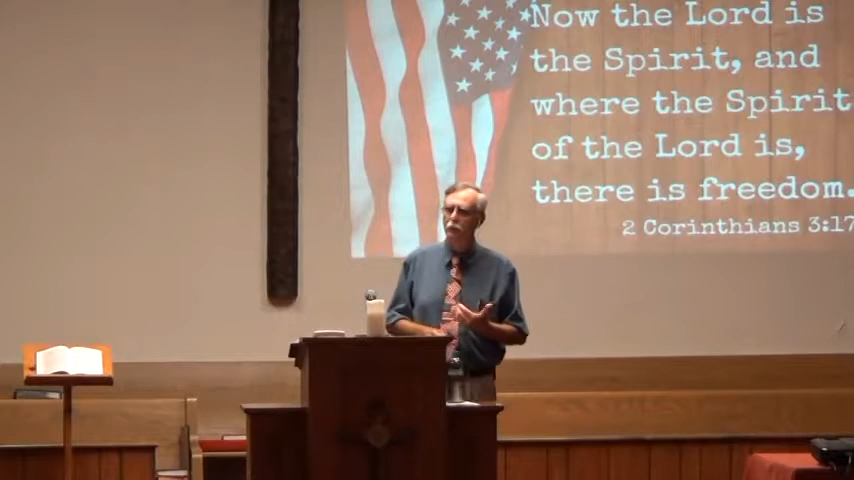 Now the Lord is
the Spirit, and
where the Spirit
of the Lord is,
there is freedom.
2 Corinthians 3:17